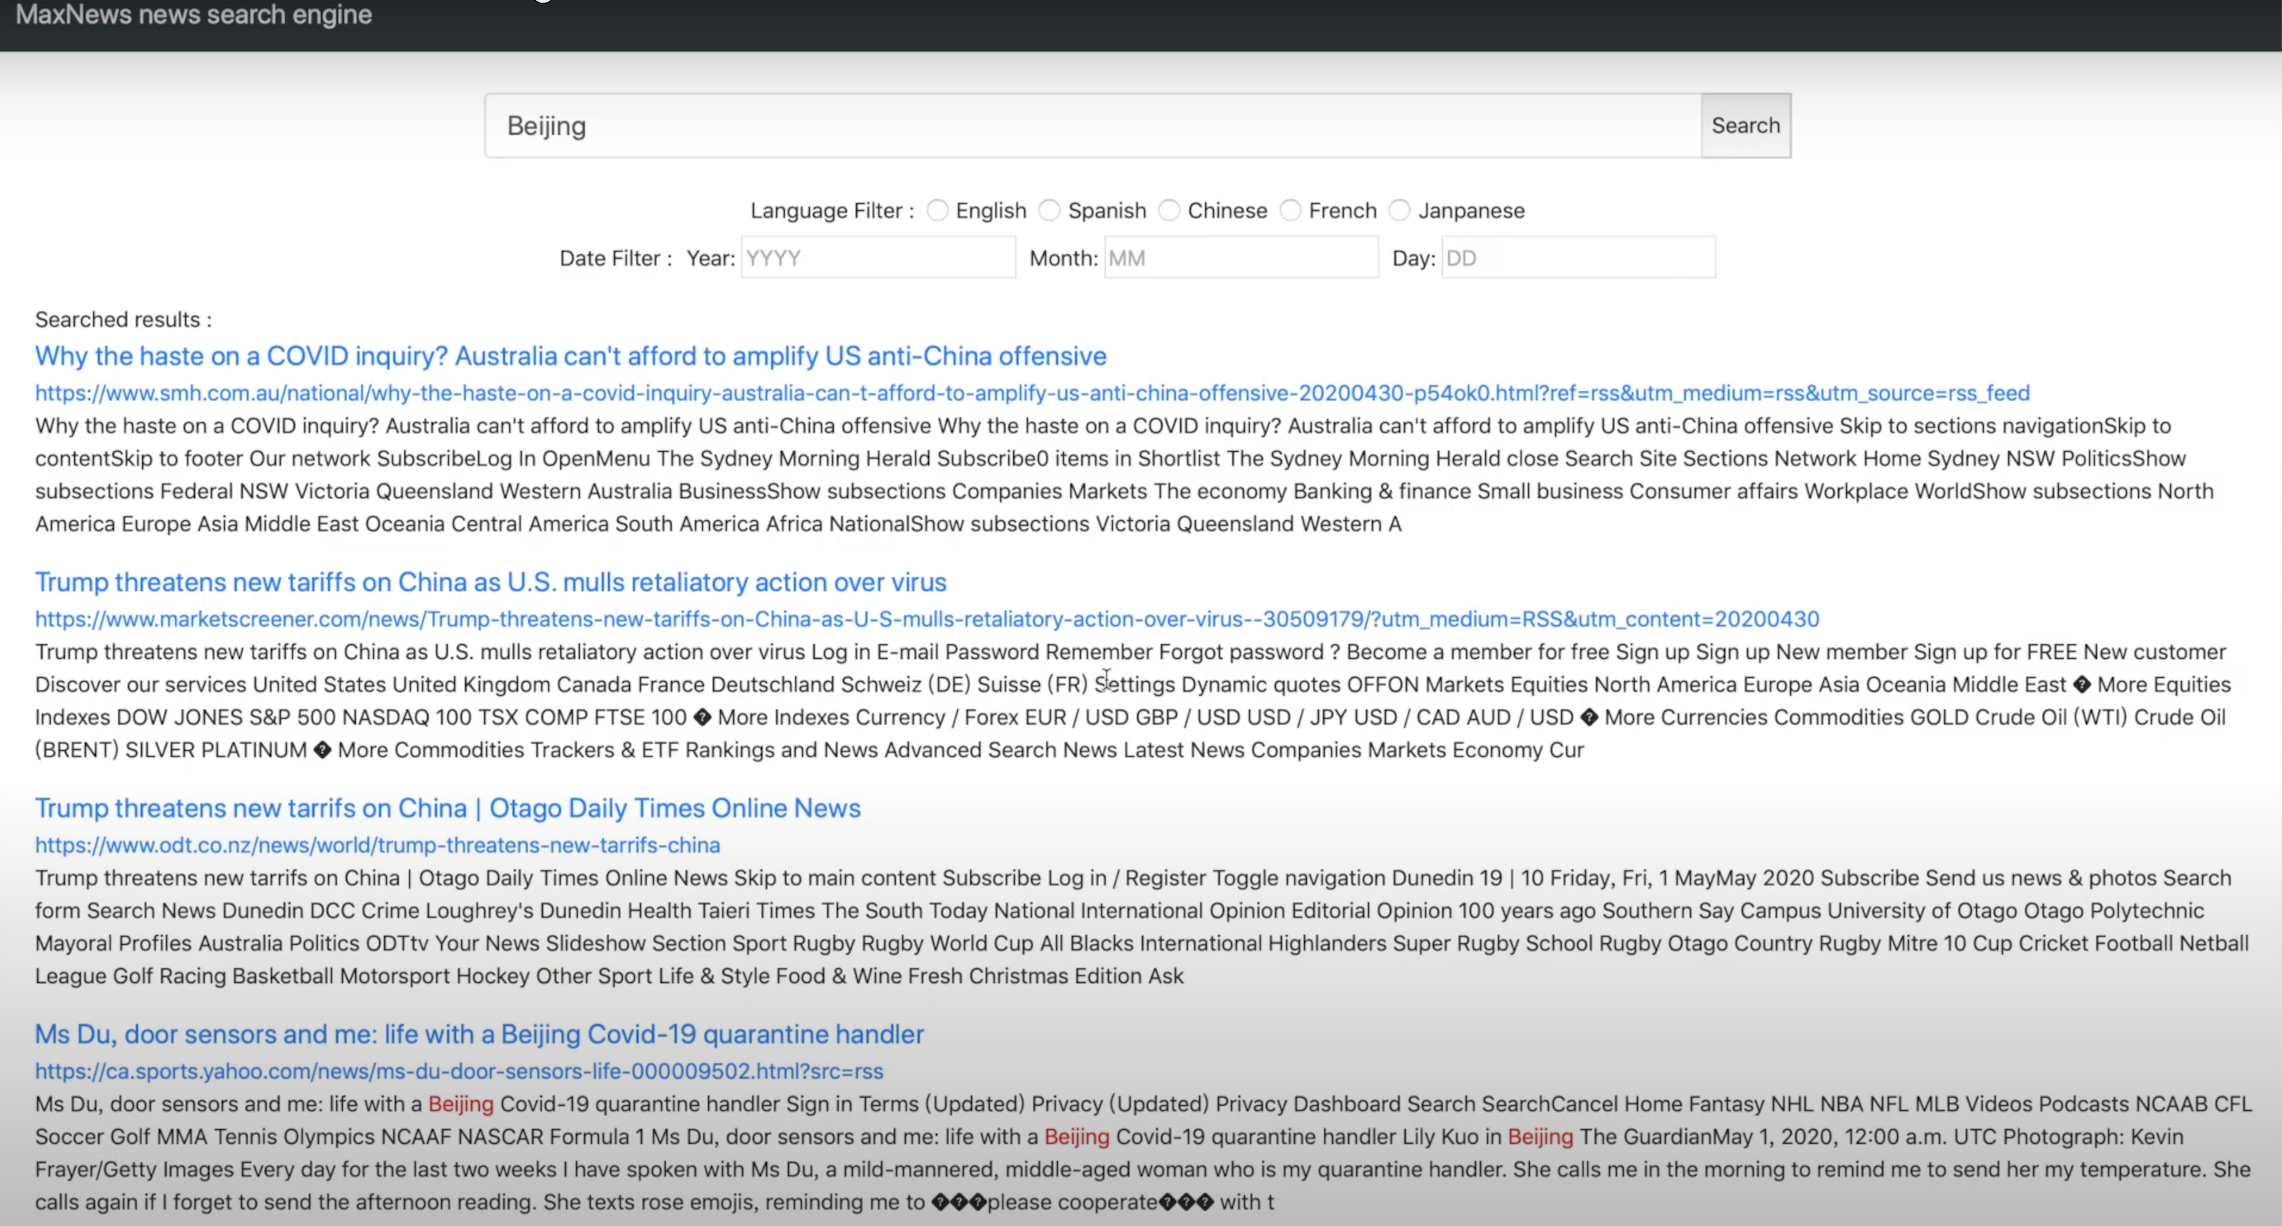 MaxNews news search engine
Beijing
Search
Language Filter : English Spanish Chinese French Janpanese
Date Filter : Year: YYYY Month: MM Day: DD
Searched results :
Why the haste on a COVID inquiry? Australia can't afford to amplify US anti-China offensive
https://www.smh.com.au/national/why-the-haste-on-a-covid-inquiry-australia-can-t-afford-to-amplify-us-anti-china-offensive-20200430-p54ok0.html?ref=rss&utm_medium=rss&utm_source=rss_feed
Why the haste on a COVID inquiry? Australia can't afford to amplify US anti-China offensive Why the haste on a COVID inquiry? Australia can't afford to amplify US anti-China offensive Skip to sections navigationSkip to
contentSkip to footer Our network SubscribeLog In OpenMenu The Sydney Morning Herald Subscribe0 items in Shortlist The Sydney Morning Herald close Search Site Sections Network Home Sydney NSW PoliticsShow
subsections Federal NSW Victoria Queensland Western Australia BusinessShow subsections Companies Markets The economy Banking & finance Small business Consumer affairs Workplace WorldShow subsections North
America Europe Asia Middle East Oceania Central America South America Africa NationalShow subsections Victoria Queensland Western A
Trump threatens new tariffs on China as U.S. mulls retaliatory action over virus
https://www.marketscreener.com/news/Trump-threatens-new-tariffs-on-China-as-U-S-mulls-retaliatory-action-over-virus--30509179/?utm_medium=RSS&utm_content=20200430
Trump threatens new tariffs on China as U.S. mulls retaliatory action over virus Log in E-mail Password Remember Forgot password ? Become a member for free Sign up Sign up New member Sign up for FREE New customer
Discover our services United States United Kingdom Canada France Deutschland Schweiz (DE) Suisse (FR) Settings Dynamic quotes OFFON Markets Equities North America Europe Asia Oceania Middle East � More Equities
Indexes DOW JONES S&P 500 NASDAQ 100 TSX COMP FTSE 100 � More Indexes Currency / Forex EUR / USD GBP / USD USD / JPY USD / CAD AUD / USD � More Currencies Commodities GOLD Crude Oil (WTI) Crude Oil
(BRENT) SILVER PLATINUM � More Commodities Trackers & ETF Rankings and News Advanced Search News Latest News Companies Markets Economy Cur
Trump threatens new tarrifs on China | Otago Daily Times Online News
https://www.odt.co.nz/news/world/trump-threatens-new-tarrifs-china
Trump threatens new tarrifs on China | Otago Daily Times Online News Skip to main content Subscribe Log in / Register Toggle navigation Dunedin 19 | 10 Friday, Fri, 1 MayMay 2020 Subscribe Send us news & photos Search
form Search News Dunedin DCC Crime Loughrey's Dunedin Health Taieri Times The South Today National International Opinion Editorial Opinion 100 years ago Southern Say Campus University of Otago Otago Polytechnic
Mayoral Profiles Australia Politics ODTtv Your News Slideshow Section Sport Rugby Rugby World Cup All Blacks International Highlanders Super Rugby School Rugby Otago Country Rugby Mitre 10 Cup Cricket Football Netball
League Golf Racing Basketball Motorsport Hockey Other Sport Life & Style Food & Wine Fresh Christmas Edition Ask
Ms Du, door sensors and me: life with a Beijing Covid-19 quarantine handler
https://ca.sports.yahoo.com/news/ms-du-door-sensors-life-000009502.html?src=rss
Ms Du, door sensors and me: life with a Beijing Covid-19 quarantine handler Sign in Terms (Updated) Privacy (Updated) Privacy Dashboard Search SearchCancel Home Fantasy NHL NBA NFL MLB Videos Podcasts NCAAB CFL
Soccer Golf MMA Tennis Olympics NCAAF NASCAR Formula 1 Ms Du, door sensors and me: life with a Beijing Covid-19 quarantine handler Lily Kuo in Beijing The GuardianMay 1, 2020, 12:00 a.m. UTC Photograph: Kevin
Frayer/Getty Images Every day for the last two weeks I have spoken with Ms Du, a mild-mannered, middle-aged woman who is my quarantine handler. She calls me in the morning to remind me to send her my temperature. She
calls again if I forget to send the afternoon reading. She texts rose emojis, reminding me to ���please cooperate��� with t